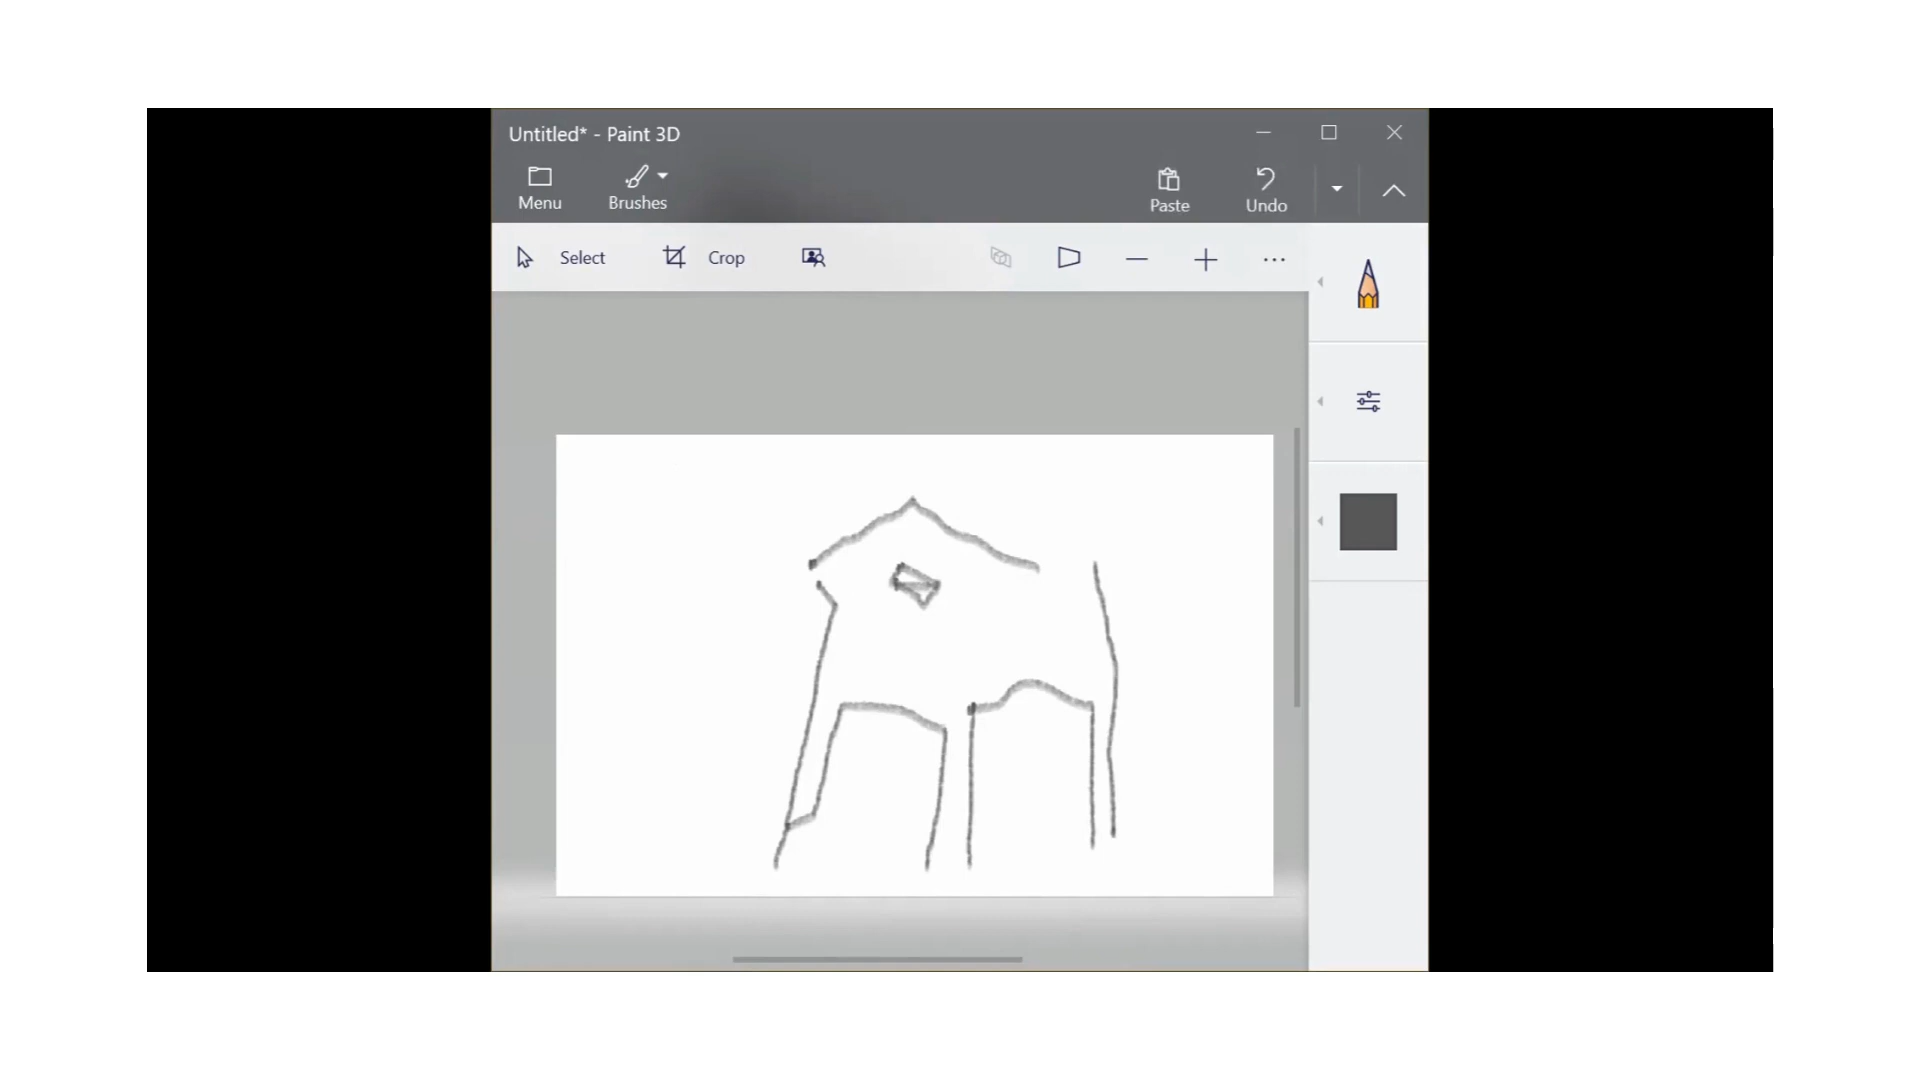 Untitled* - Paint 3D
Menu
Brushes
Paste
Undo
Select
Crop